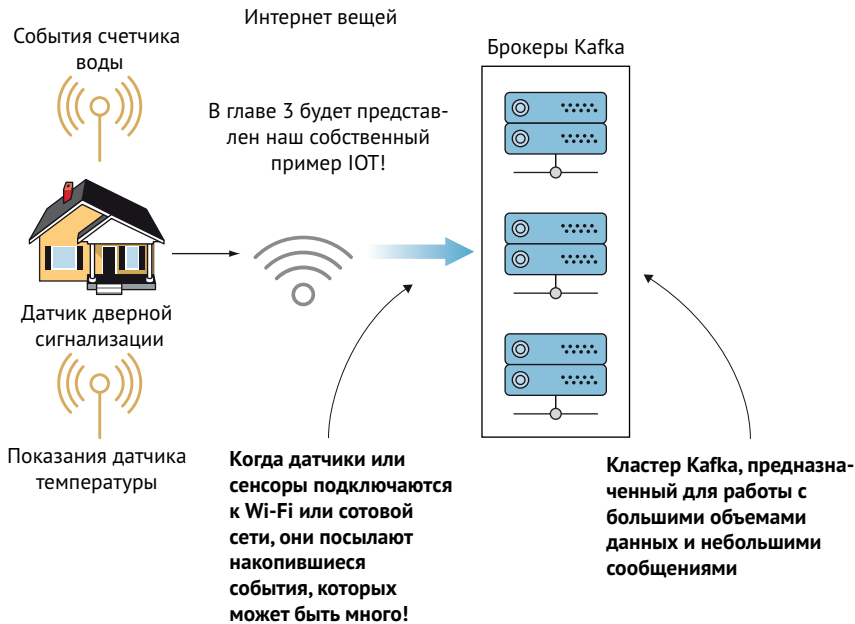 Интернет вещей
События счетчика
воды
Брокеры Kafka
В главе 3 будет представ-
лен наш собственный
пример IOT!
Датчик дверной
сигнализации
Показания датчика
температуры
Когда датчики или
сенсоры подключаются
к Wi-Fi или сотовой
сети, они посылают
накопившиеся
события, которых
может быть много!
Кластер Kafka, предназна-
ченный для работы с
большими объемами
данных и небольшими
сообщениями